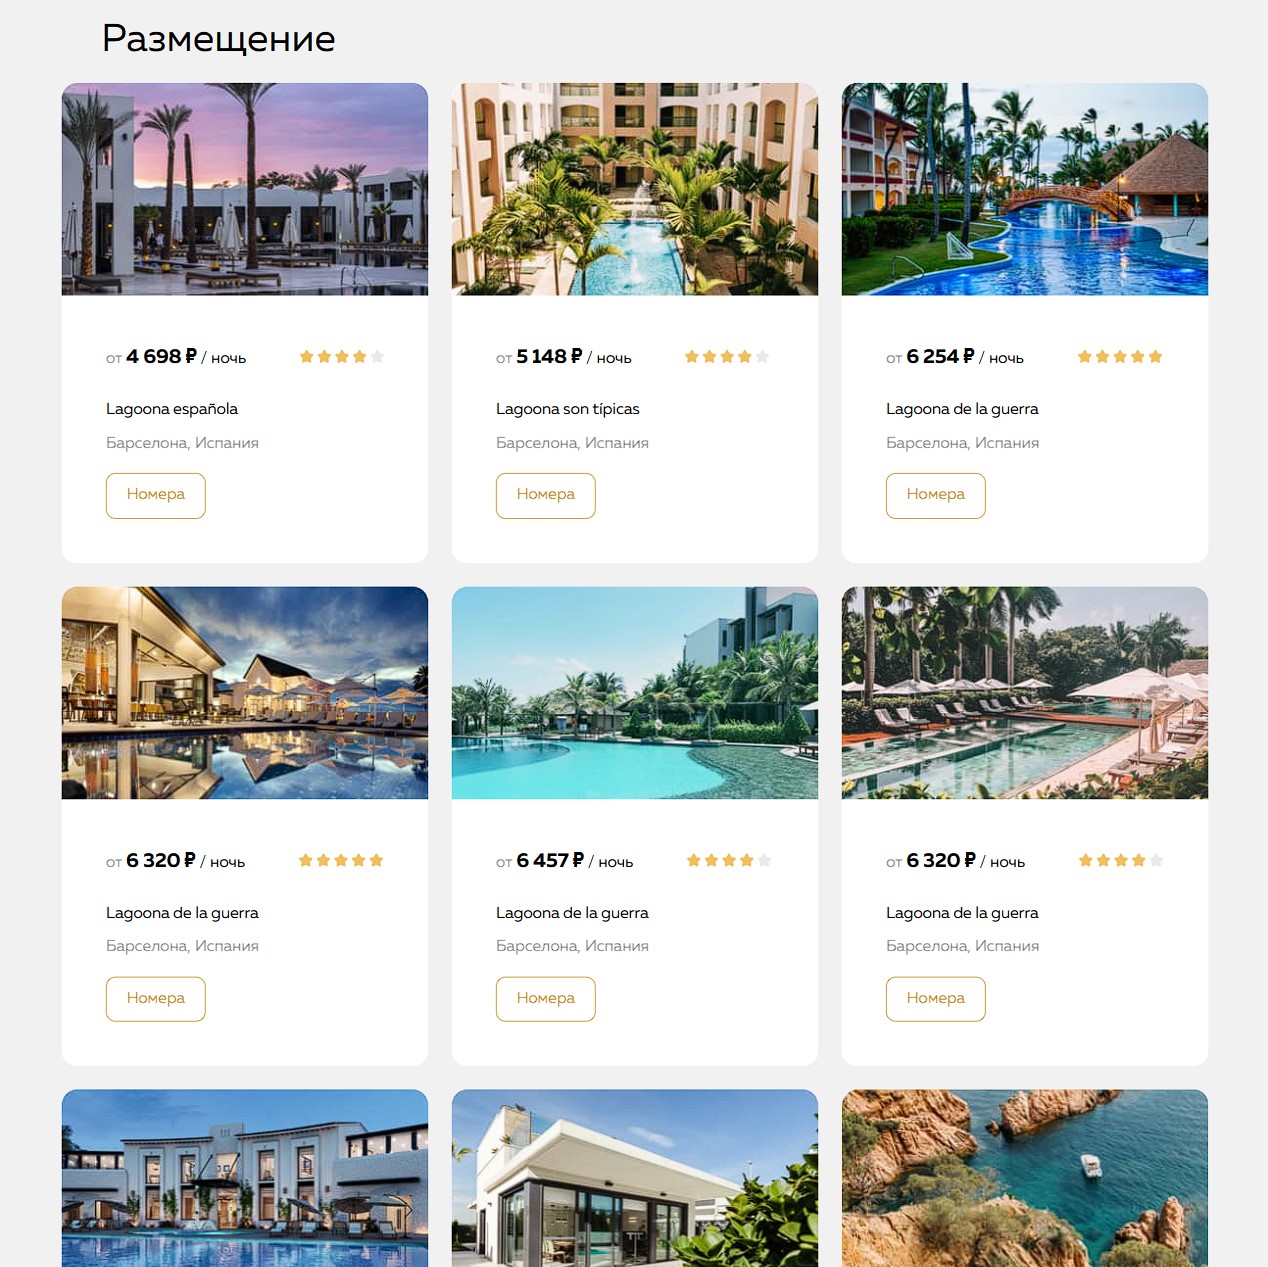 Размещение
от 4 698 ₽ / ночь
Lagoona española
Барселона, Испания
Номера
от 5 148 ₽ / ночь
Lagoona son típicas
Барселона, Испания
Номера
от 6 254 ₽ / ночь
Lagoona de la guerra
Барселона, Испания
Номера
от 6 320 ₽ / ночь
Lagoona de la guerra
Барселона, Испания
Номера
от 6 457 ₽ / ночь
Lagoona de la guerra
Барселона, Испания
Номера
от 6 320 ₽ / ночь
Lagoona de la guerra
Барселона, Испания
Номера